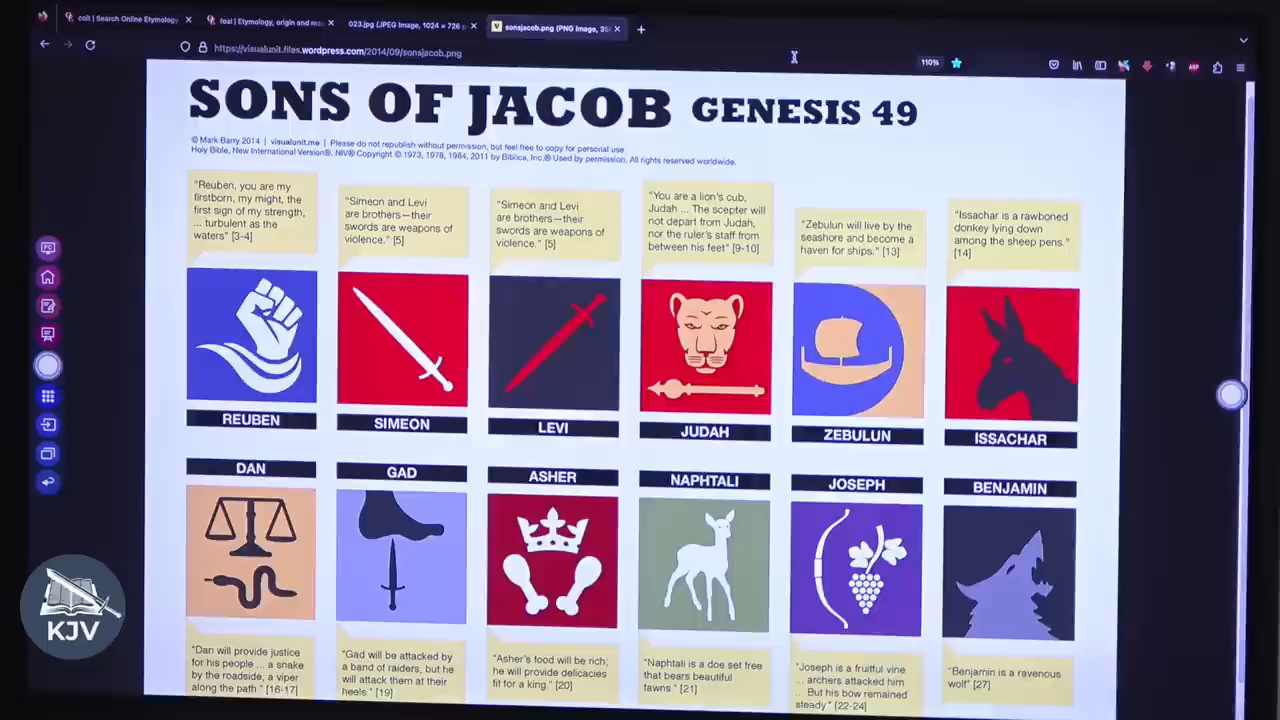 colt | Search Online Etymology
foal | Etymology, origin and me
023.jpg (JPEG Image, 1024 × 726 p
sonsjacob.png (PNG Image, 35
https://visualunit.files.wordpress.com/2014/09/sonsjacob.png
110%
SONS OF JACOB GENESIS 49
© Mark Barry 2014 | visualunit.me | Please do not republish without permission, but feel free to copy for personal use.
Holy Bible, New International Version®, NIV® Copyright © 1973, 1978, 1984, 2011 by Biblica, Inc.® Used by permission. All rights reserved worldwide.
"Reuben, you are my
firstborn, my might, the
first sign of my strength,
... turbulent as the
waters" [3-4]
"Simeon and Levi
are brothers—their
swords are weapons of
violence." [5]
"Simeon and Levi
are brothers—their
swords are weapons of
violence." [5]
"You are a lion's cub,
Judah ... The scepter will
not depart from Judah,
nor the ruler's staff from
between his feet" [9-10]
"Zebulun will live by the
seashore and become a
haven for ships." [13]
"Issachar is a rawboned
donkey lying down
among the sheep pens."
[14]
REUBEN
SIMEON
LEVI
JUDAH
ZEBULUN
ISSACHAR
DAN
GAD
ASHER
NAPHTALI
JOSEPH
BENJAMIN
"Dan will provide justice
for his people ... a snake
by the roadside, a viper
along the path " [16-17]
"Gad will be attacked by
a band of raiders, but he
will attack them at their
heels." [19]
"Asher's food will be rich;
he will provide delicacies
fit for a king." [20]
"Naphtali is a doe set free
that bears beautiful
fawns " [21]
"Joseph is a fruitful vine
... archers attacked him
.. But his bow remained
steady" [22-24]
"Benjamin is a ravenous
wolf" [27]
KJV